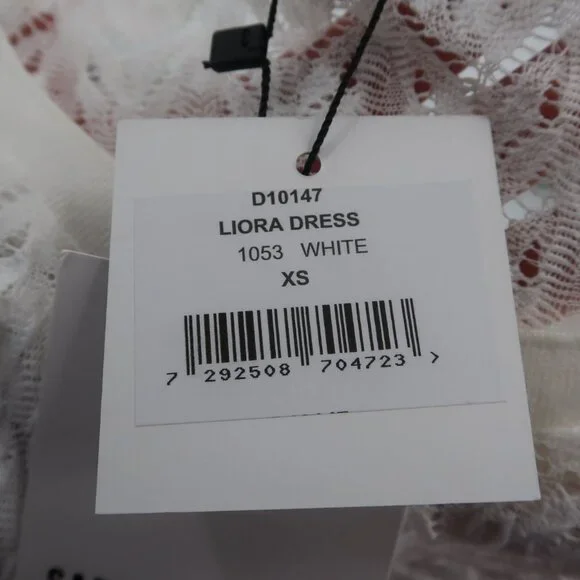 D10147
LIORA DRESS
1053 WHITE
XS
7 292508 704723 >